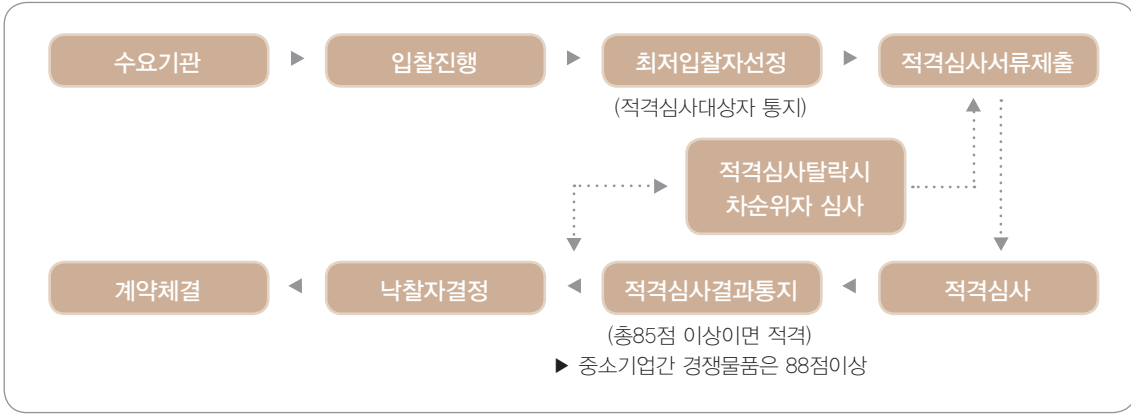 수요기관
입찰진행
최저입찰자선정
적격심사서류제출
(적격심사대상자 통지)
적격심사탈락시
차순위자 심사
계약체결
낙찰자결정
적격심사결과통지
적격심사
(총85점 이상이면 적격)
▶ 중소기업간 경쟁물품은 88점이상